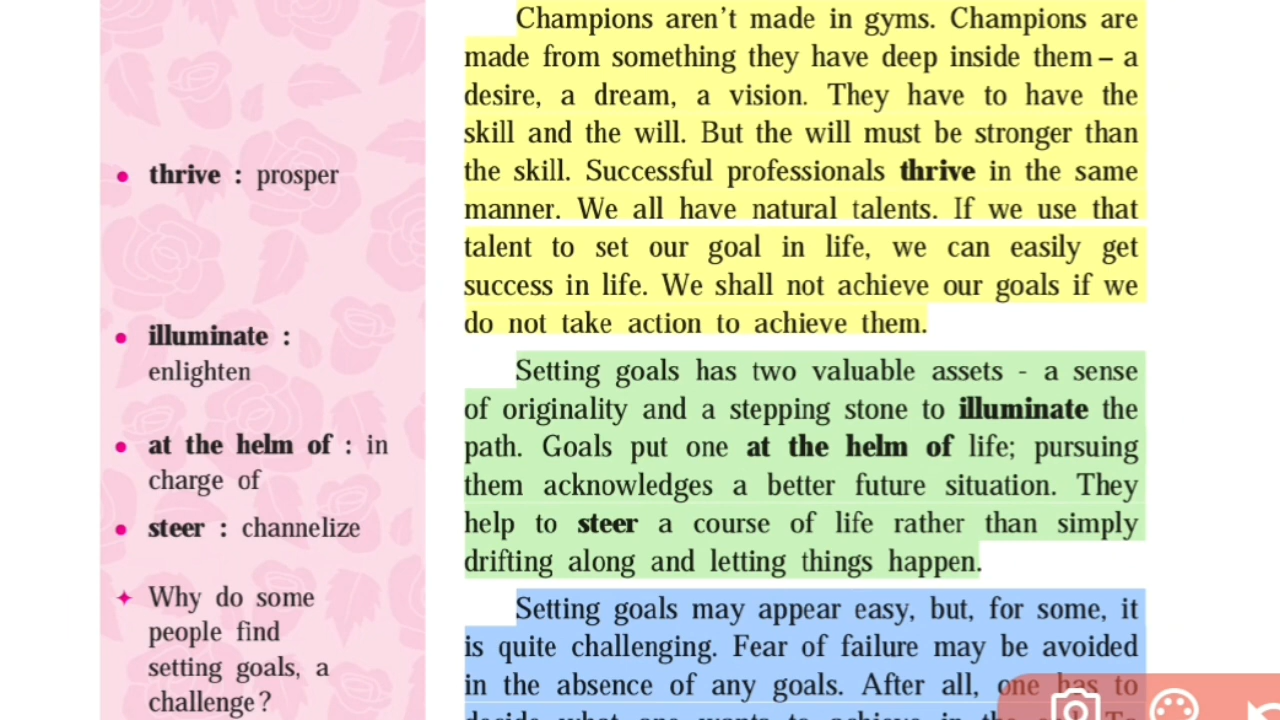 Champions aren't made in gyms. Champions are
made from something they have deep inside them – a
desire, a dream, a vision. They have to have the
skill and the will. But the will must be stronger than
the skill. Successful professionals thrive in the same
manner. We all have natural talents. If we use that
talent to set our goal in life, we can easily get
success in life. We shall not achieve our goals if we
do not take action to achieve them.
Setting goals has two valuable assets - a sense
of originality and a stepping stone to illuminate the
path. Goals put one at the helm of life; pursuing
them acknowledges a better future situation. They
help to steer a course of life rather than simply
drifting along and letting things happen.
Setting goals may appear easy, but, for some, it
is quite challenging. Fear of failure may be avoided
in the absence of any goals. After all, one has to
decide what one wants to achieve in the
• thrive : prosper
• illuminate :
enlighten
• at the helm of : in
charge of
• steer : channelize
✦ Why do some
people find
setting goals, a
challenge?